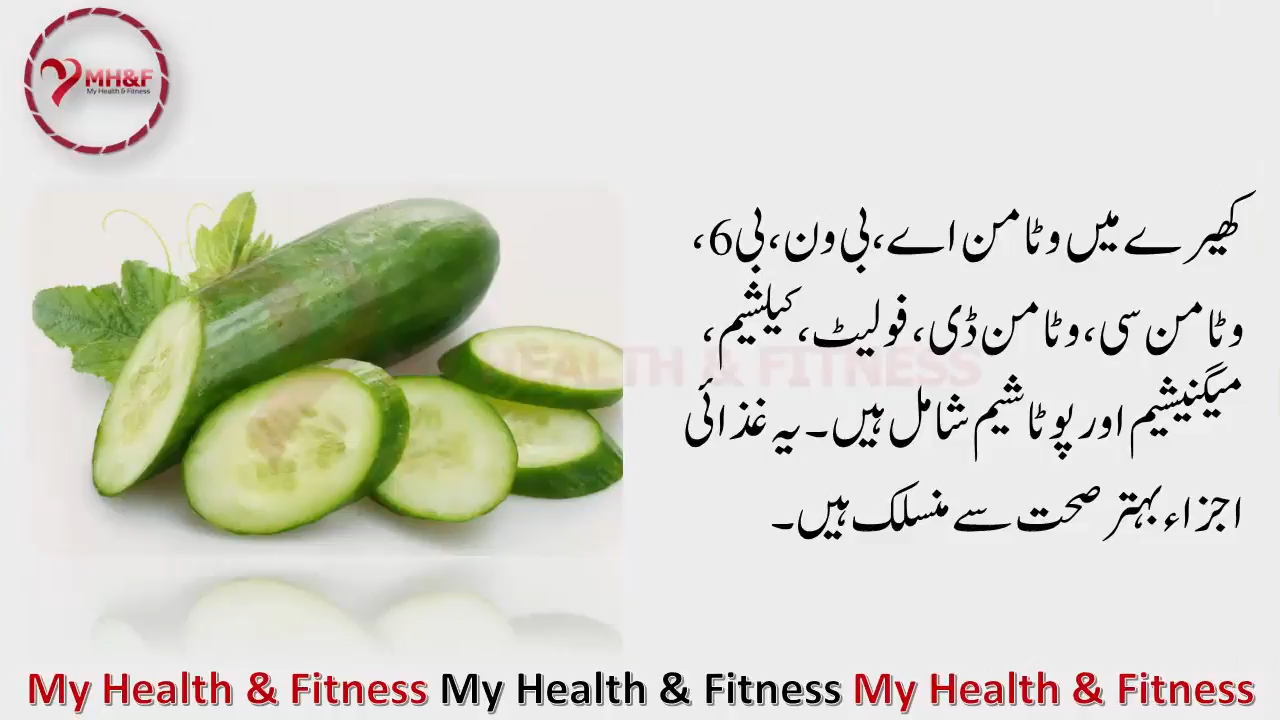 MH&F
My Health & Fitness
کھیرے میں وٹامن اے، بی ون، بی 6،
وٹامن سی، وٹامن ڈی، فولیٹ، کیلشیم،
میگنیشیم اور پوٹاشیم شامل ہیں۔ یہ غذائی
اجزاء بہتر صحت سے منسلک ہیں۔
HEALTH & FITNESS
My Health & Fitness My Health & Fitness My Health & Fitness